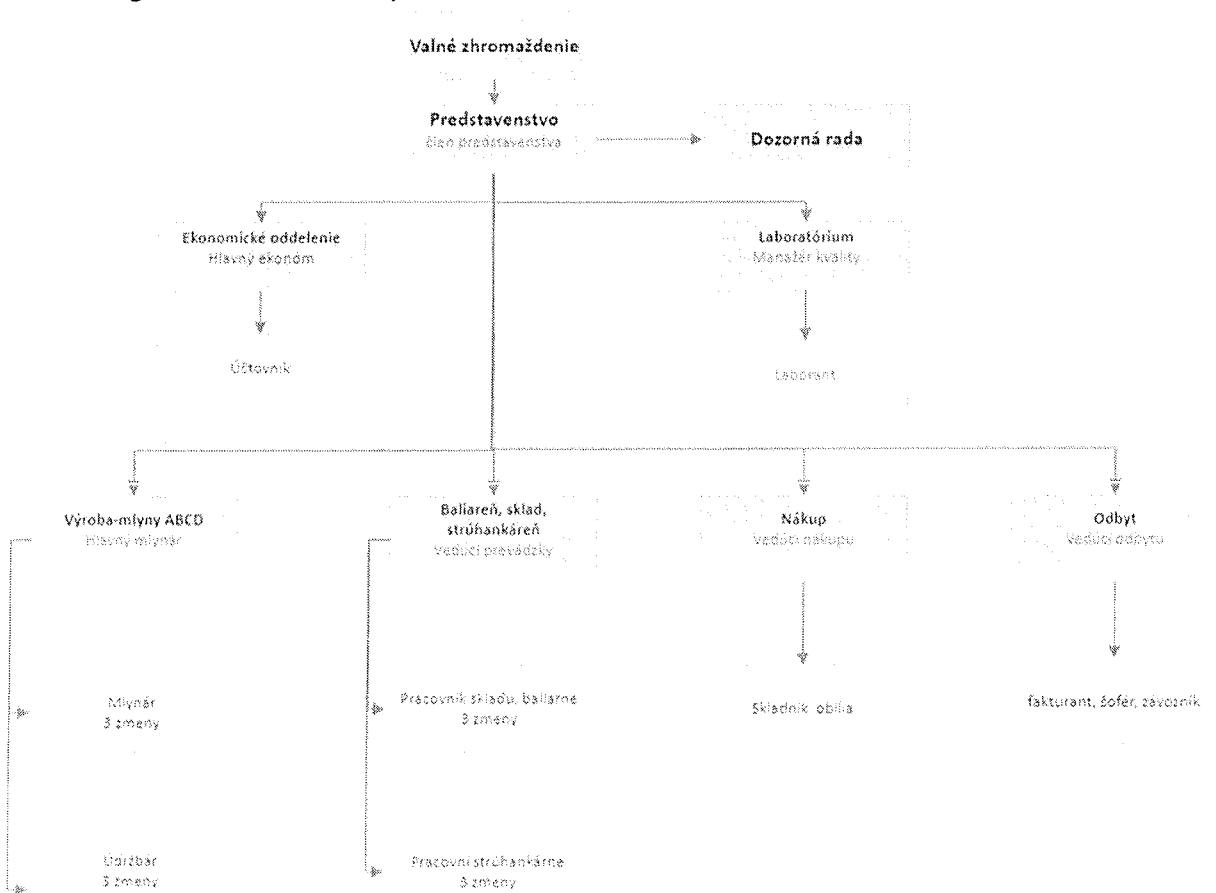 Valné zhromaždenie
Predstavenstvo
člen predstavenstva
Dozorná rada
Ekonomické oddelenie
Hlavný ekonóm
Laboratórium
Manažér kvality
Účtovník
Laborant
Výroba-mlyny ABCD
Hlavný mlynár
Baliareň, sklad,
strúhankáreň
Vedúci prevádzky
Nákup
Vedúci nákupu
Odbyt
Vedúci odbytu
Mlynár
3 zmeny
Pracovník skladu, baliarne
3 zmeny
Skladník obilia
fakturant, šofér, závozník
Údržbár
3 zmeny
Pracovní strúhankárne
3 zmeny